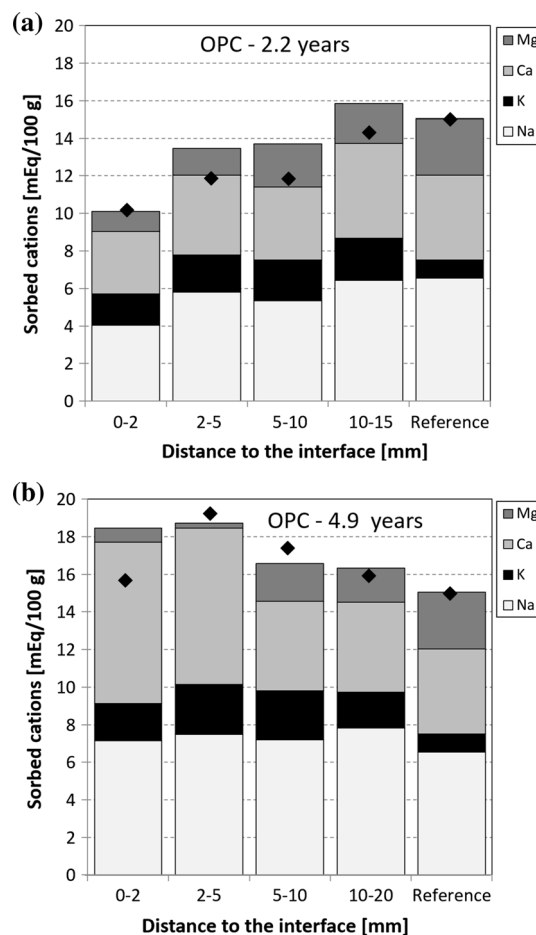 (a)
OPC - 2.2 years
Sorbed cations [mEq/100 g]
20
18
16
14
12
10
8
6
4
2
0
0-2 2-5 5-10 10-15 Reference
Distance to the interface [mm]
Mg
Ca
K
Na
(b)
OPC - 4.9 years
Sorbed cations [mEq/100 g]
20
18
16
14
12
10
8
6
4
2
0
0-2 2-5 5-10 10-20 Reference
Distance to the interface [mm]
Mg
Ca
K
Na